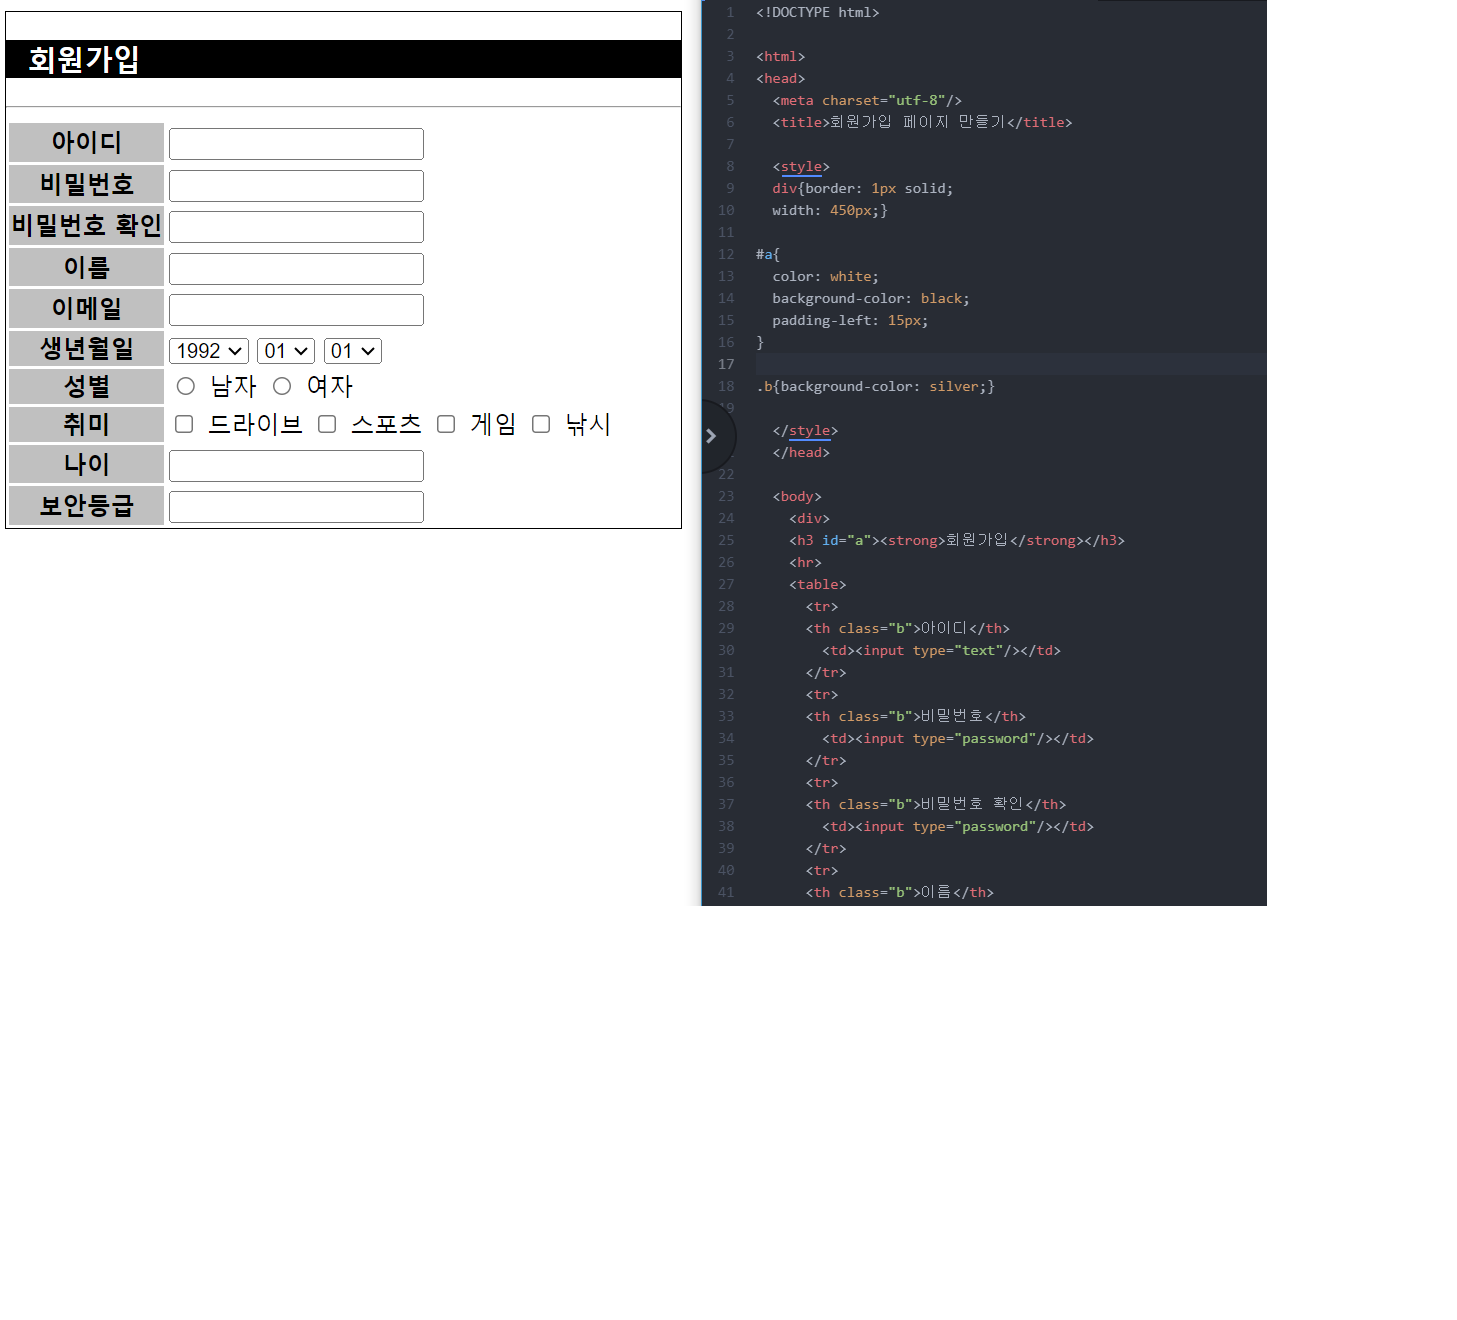 회원가입
아이디
비밀번호
비밀번호 확인
이름
이메일
생년월일 1992 01 01
성별 남자 여자
취미 드라이브 스포츠 게임 낚시
나이
보안등급
1 <!DOCTYPE html>
2
3 <html>
4 <head>
5 <meta charset="utf-8"/>
6 <title>회원가입 페이지 만들기</title>
7
8 <style>
9 div{border: 1px solid;
10 width: 450px;}
11
12 #a{
13 color: white;
14 background-color: black;
15 padding-left: 15px;
16 }
17
18 .b{background-color: silver;}
9
</style>
</head>
22
23 <body>
24 <div>
25 <h3 id="a"><strong>회원가입</strong></h3>
26 <hr>
27 <table>
28 <tr>
29 <th class="b">아이디</th>
30 <td><input type="text"/></td>
31 </tr>
32 <tr>
33 <th class="b">비밀번호</th>
34 <td><input type="password"/></td>
35 </tr>
36 <tr>
37 <th class="b">비밀번호 확인</th>
38 <td><input type="password"/></td>
39 </tr>
40 <tr>
41 <th class="b">이름</th>